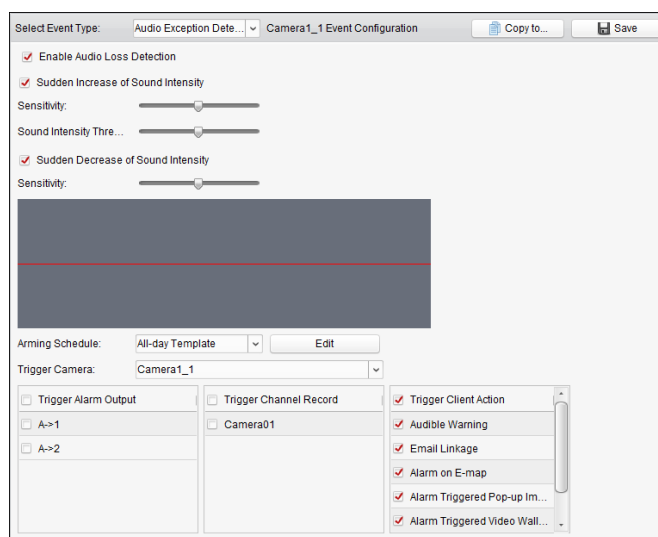 Select Event Type: Audio Exception Dete... Camera1_1 Event Configuration Copy to... Save
Enable Audio Loss Detection
Sudden Increase of Sound Intensity
Sensitivity:
Sound Intensity Thre...
Sudden Decrease of Sound Intensity
Sensitivity:
Arming Schedule: All-day Template Edit
Trigger Camera: Camera1_1
Trigger Alarm Output Trigger Channel Record Trigger Client Action
A->1 Camera01 Audible Warning
A->2 Email Linkage
Alarm on E-map
Alarm Triggered Pop-up Im...
Alarm Triggered Video Wall...